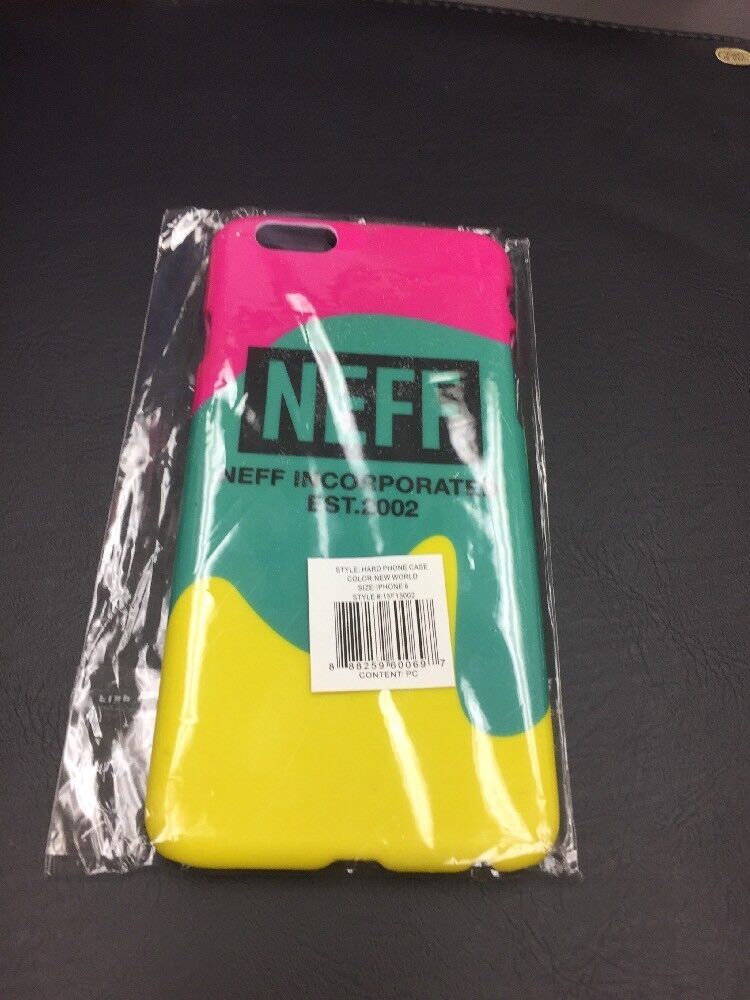 NEFF
NEFF INCORPORATED
EST.2002
STYLE: HARD PHONE CASE
COLOR: NEW WORLD
SIZE: IPHONE 6
STYLE #: 15F15002
8 88259 60069 7
CONTENT: PC